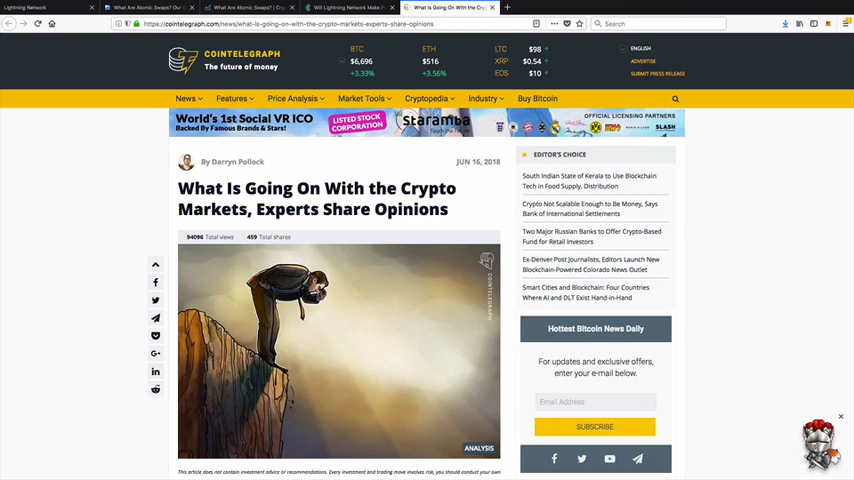 Lightning Network
What Are Atomic Swaps? Our G
What Are Atomic Swaps? | Cryp
Will Lightning Network Make P
What Is Going On With the Cryp
https://cointelegraph.com/news/what-is-going-on-with-the-crypto-markets-experts-share-opinions
Search
COINTELEGRAPH
The future of money
BTC
$6,696
+3.33%
ETH
$516
+3.56%
LTC $98
XRP $0.54
EOS $10
ENGLISH
ADVERTISE
SUBMIT PRESS RELEASE
News Features Price Analysis Market Tools Cryptopedia Industry Buy Bitcoin
World's 1st Social VR ICO
Backed By Famous Brands & Stars!
LISTED STOCK
CORPORATION
staramba
OFFICIAL LICENSING PARTNERS
SLASH
By Darryn Pollock
JUN 16, 2018
What Is Going On With the Crypto
Markets, Experts Share Opinions
94096 Total views 459 Total shares
COINTELEGRAPH
ANALYSIS
This article does not contain investment advice or recommendations. Every investment and trading move involves risk, you should conduct your own
EDITOR'S CHOICE
South Indian State of Kerala to Use Blockchain
Tech in Food Supply, Distribution
Crypto Not Scalable Enough to Be Money, Says
Bank of International Settlements
Two Major Russian Banks to Offer Crypto-Based
Fund for Retail Investors
Ex-Denver Post Journalists, Editors Launch New
Blockchain-Powered Colorado News Outlet
Smart Cities and Blockchain: Four Countries
Where AI and DLT Exist Hand-in-Hand
Hottest Bitcoin News Daily
For updates and exclusive offers,
enter your e-mail below.
Email Address
SUBSCRIBE